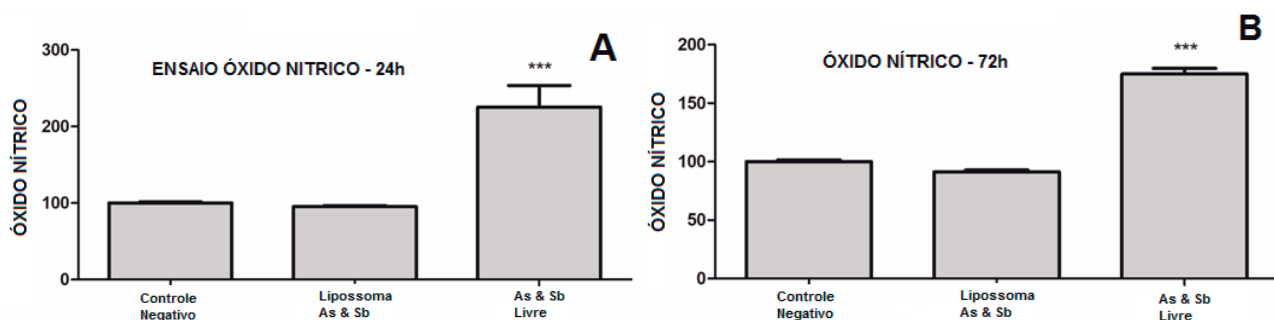 A
ENSAIO ÓXIDO NITRICO - 24h
ÓXIDO NÍTRICO
300
200
100
0
***
Controle
Negativo
Lipossoma
As & Sb
As & Sb
Livre
B
ÓXIDO NÍTRICO - 72h
ÓXIDO NÍTRICO
200
150
100
50
0
***
Controle
Negativo
Lipossoma
As & Sb
As & Sb
Livre